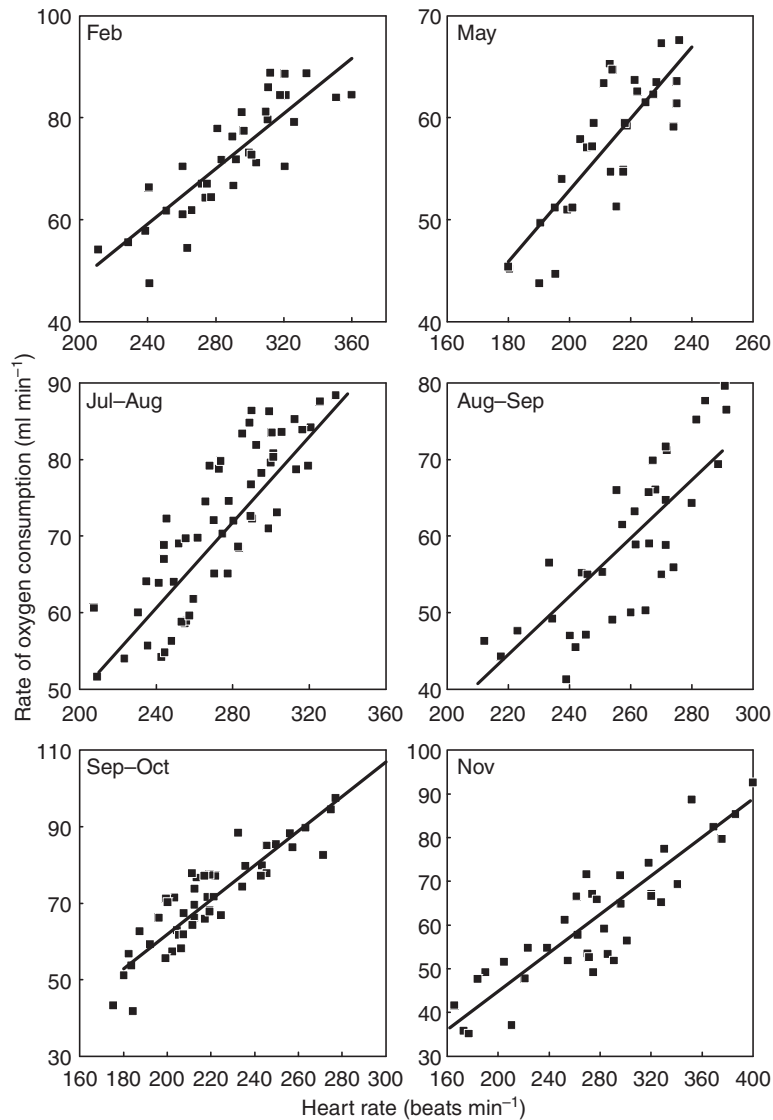 Feb
100
80
60
40
200 240 280 320 360
May
70
60
50
40
160 180 200 220 240 260
Jul–Aug
90
80
70
60
50
200 240 280 320 360
Aug–Sep
80
70
60
50
40
200 220 240 260 280 300
Sep–Oct
110
90
70
50
30
160 180 200 220 240 260 280 300
Nov
100
90
80
70
60
50
40
30
160 200 240 280 320 360 400
Rate of oxygen consumption (ml min⁻¹)
Heart rate (beats min⁻¹)